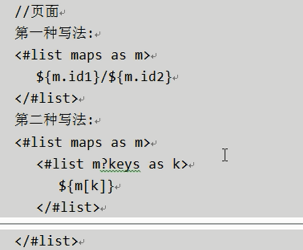 //页面
第一种写法:
<#list maps as m>
${m.id1}/${m.id2}
</#list>
第二种写法:
<#list maps as m>
<#list m?keys as k>
${m[k]}
</#list>
</#list>